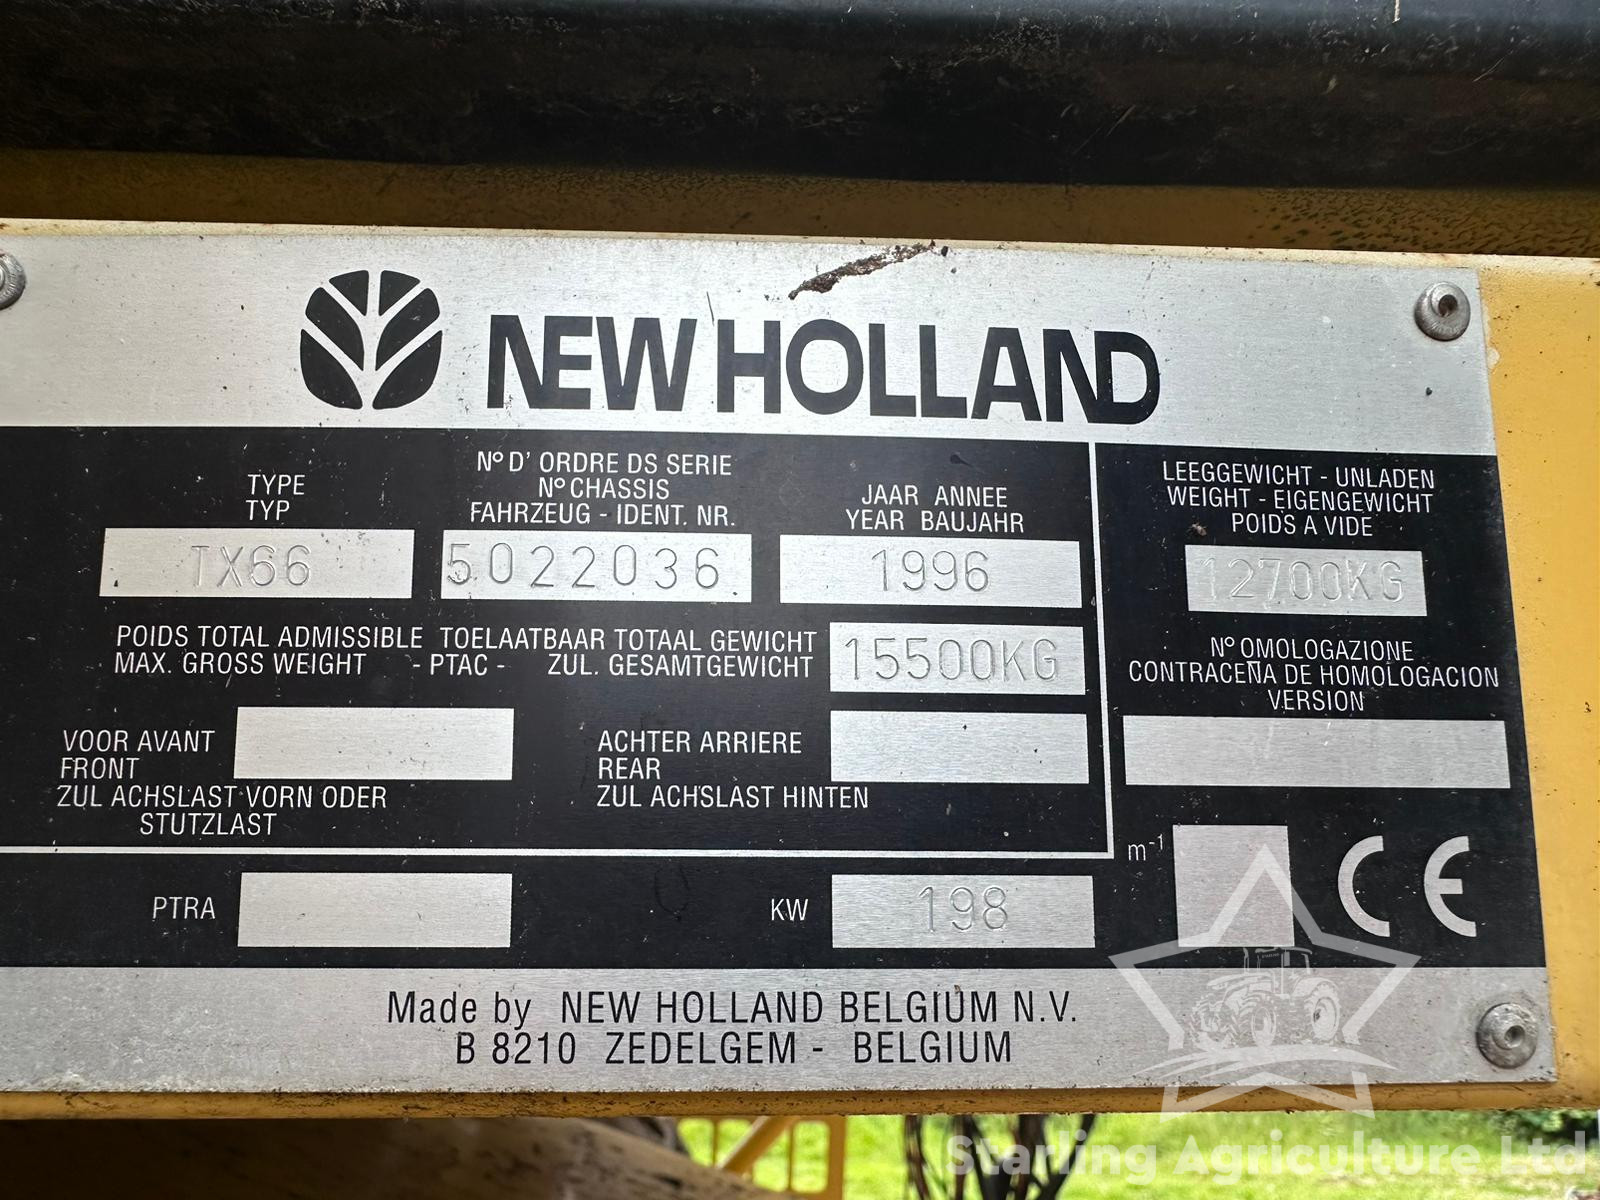 NEW HOLLAND
TYPE
TYP
TX66
Nº D' ORDRE DS SERIE
Nº CHASSIS
FAHRZEUG - IDENT. NR.
5022036
JAAR ANNEE
YEAR BAUJAHR
1996
LEEGGEWICHT - UNLADEN
WEIGHT - EIGENGEWICHT
POIDS A VIDE
12700KG
POIDS TOTAL ADMISSIBLE TOELAATBAAR TOTAAL GEWICHT
MAX. GROSS WEIGHT - PTAC - ZUL. GESAMTGEWICHT
15500KG
Nº OMOLOGAZIONE
CONTRACEÑA DE HOMOLOGACION
VERSION
VOOR AVANT
FRONT
ZUL ACHSLAST VORN ODER
STUTZLAST
ACHTER ARRIERE
REAR
ZUL ACHSLAST HINTEN
m-1
CE
PTRA
KW
198
Made by NEW HOLLAND BELGIUM N.V.
B 8210 ZEDELGEM - BELGIUM
Starling Agriculture Ltd